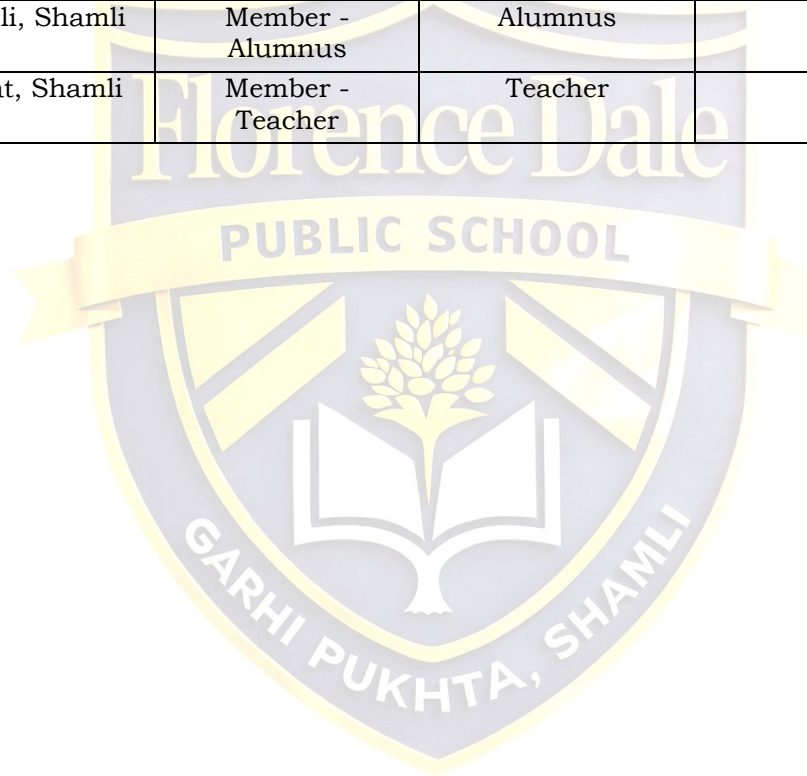 li, Shamli Member - Alumnus
Alumnus
t, Shamli Member - Teacher
Teacher
Florence Dale
PUBLIC SCHOOL
GARHI PUKHTA, SHAMLI